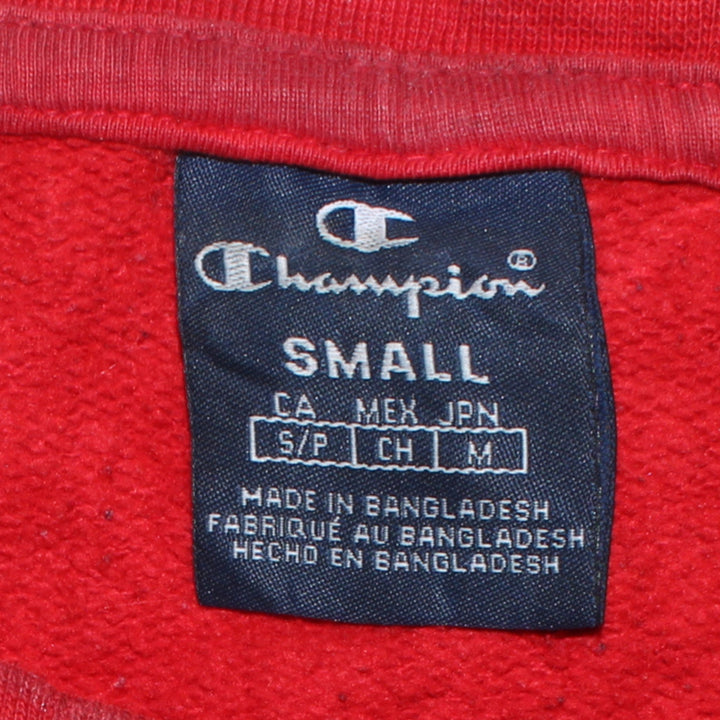 Champion®
SMALL
CA MEX JPN
S/P CH M
MADE IN BANGLADESH
FABRIQUÉ AU BANGLADESH
HECHO EN BANGLADESH